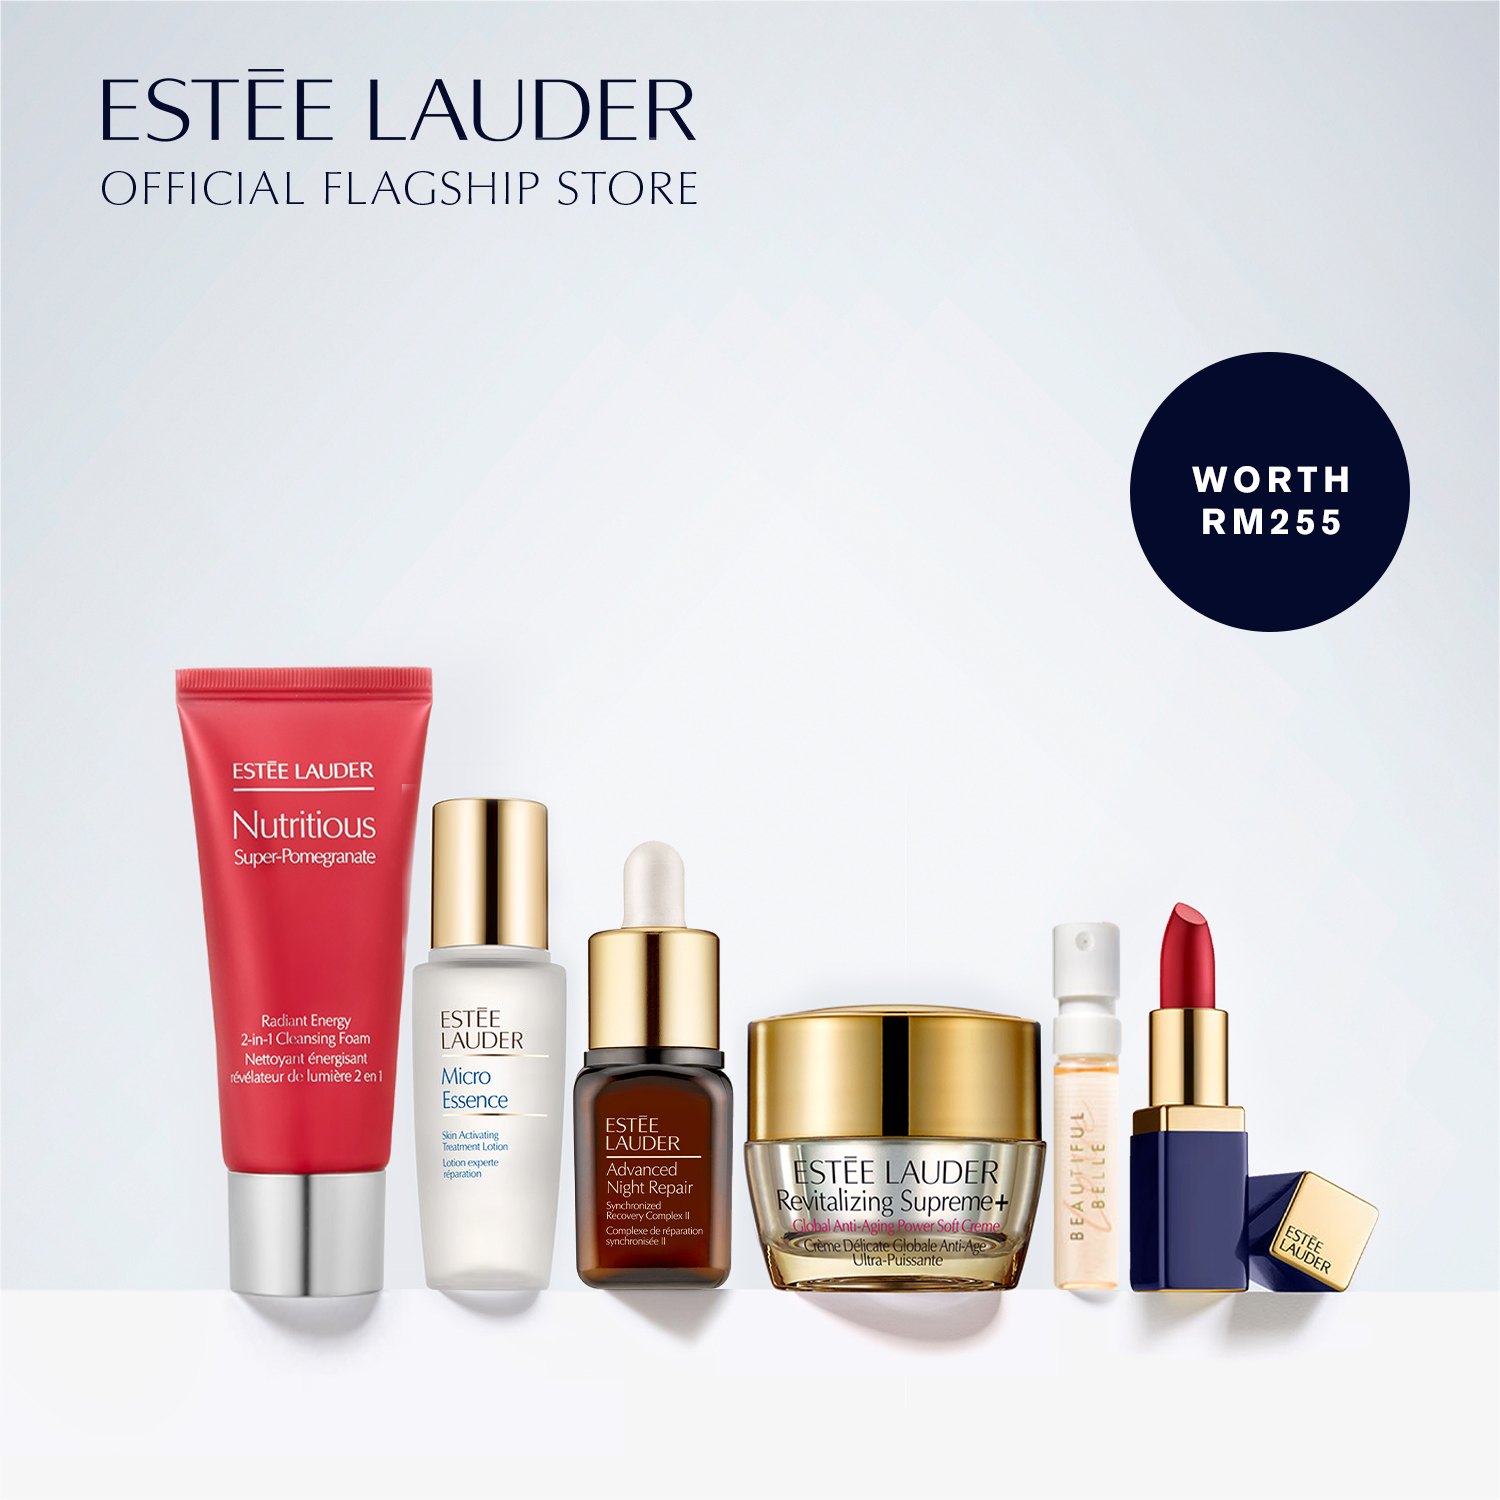 ESTĒE LAUDER
OFFICIAL FLAGSHIP STORE
WORTH
RM255
ESTĒE LAUDER
Nutritious
Super-Pomegranate
Radiant Energy
2-in-1 Cleansing Foam
Nettoyant énergisant
révélateur de lumière 2 en 1
ESTĒE
LAUDER
Micro
Essence
Skin Activating
Treatment Lotion
Lotion experte
réparation
ESTĒE
LAUDER
Advanced
Night Repair
Synchronized
Recovery Complex II
Complexe de réparation
synchronisée II
ESTĒE LAUDER
Revitalizing Supreme+
Global Anti-Aging Power Soft Creme
Crème Délicate Globale Anti-Age
Ultra-Puissante
BEAUTIFUL
BELLE
ESTĒE
LAUDER